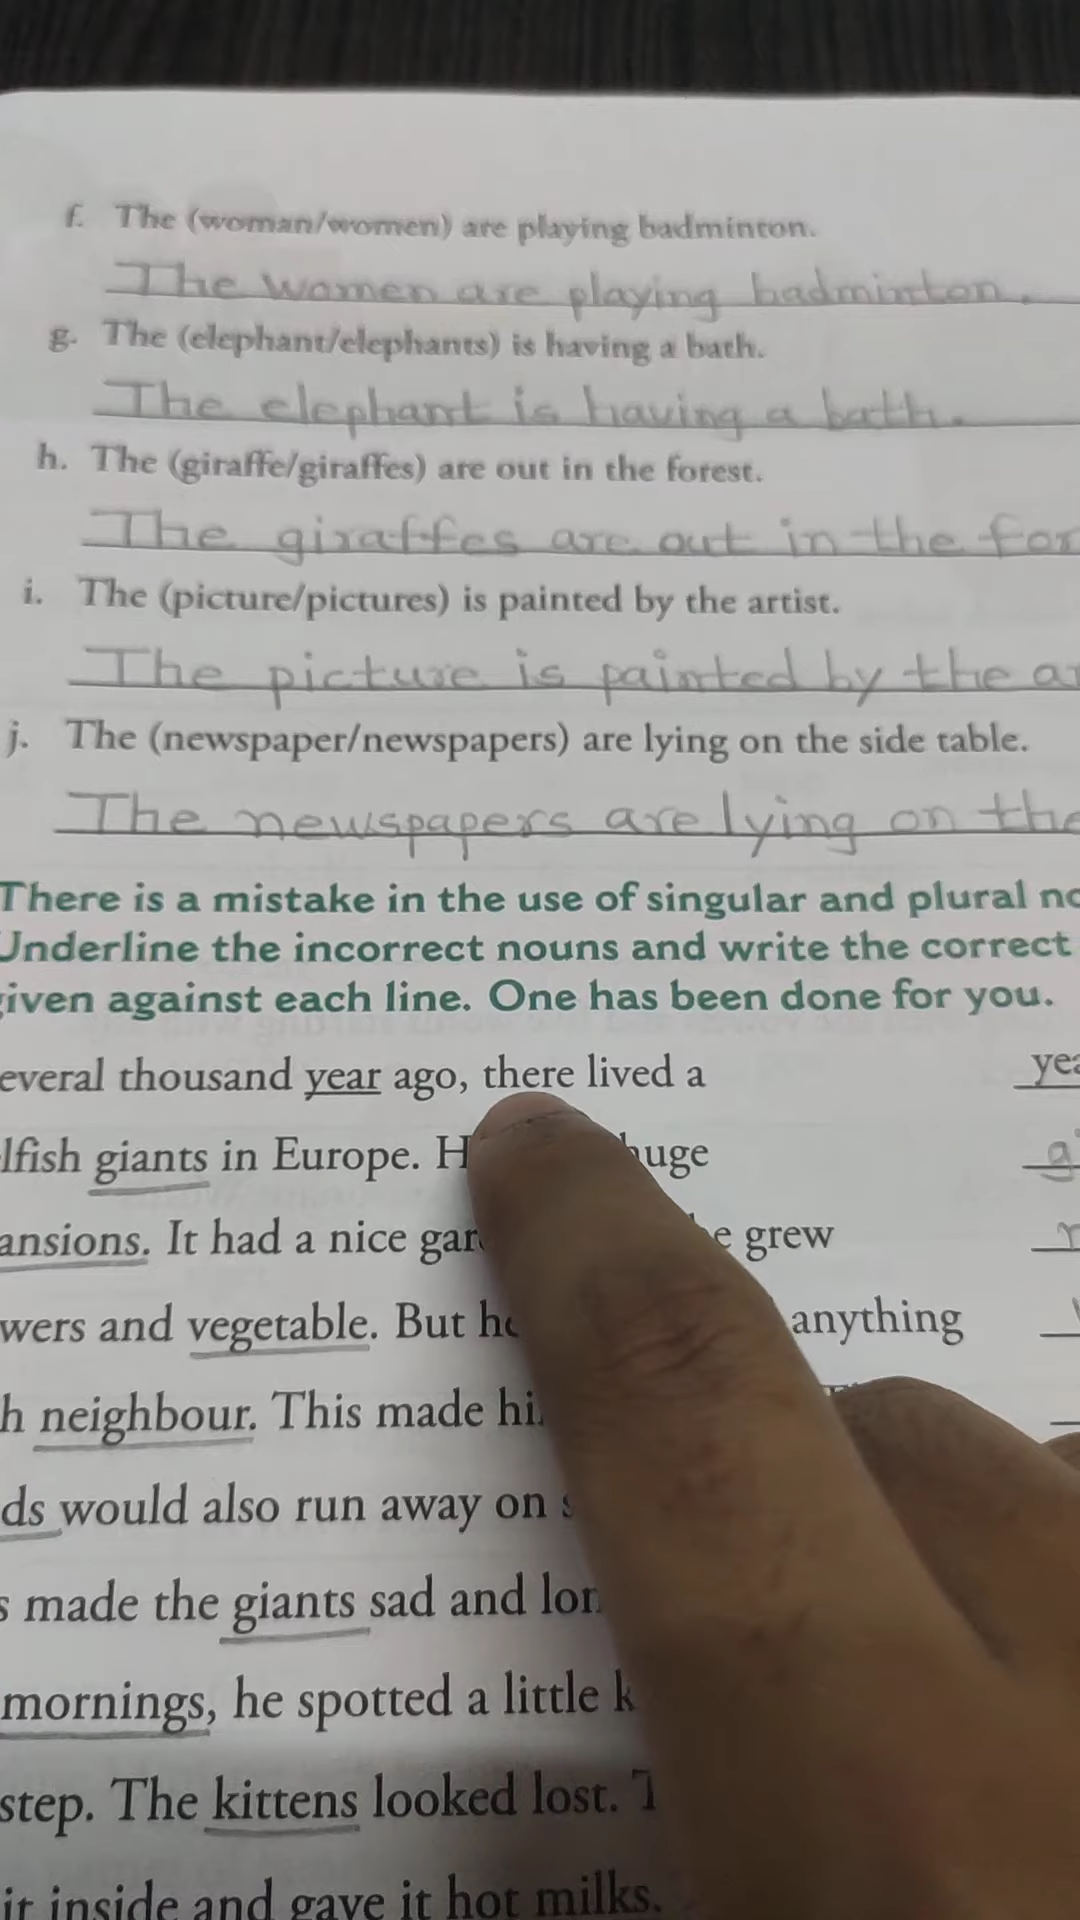 f. The (woman/women) are playing badminton.
The women are playing badminton.
g. The (elephant/elephants) is having a bath.
The elephant is having a bath.
h. The (giraffe/giraffes) are out in the forest.
The giraffes are out in the for
i. The (picture/pictures) is painted by the artist.
The picture is painted by the ar
j. The (newspaper/newspapers) are lying on the side table.
The newspapers are lying on the
There is a mistake in the use of singular and plural no
Underline the incorrect nouns and write the correct
given against each line. One has been done for you.
everal thousand year ago, there lived a yea
lfish giants in Europe. H huge g
ansions. It had a nice gar e grew
wers and vegetable. But he anything
h neighbour. This made hi
ds would also run away on s
s made the giants sad and lon
mornings, he spotted a little k
step. The kittens looked lost. T
it inside and gave it hot milks.